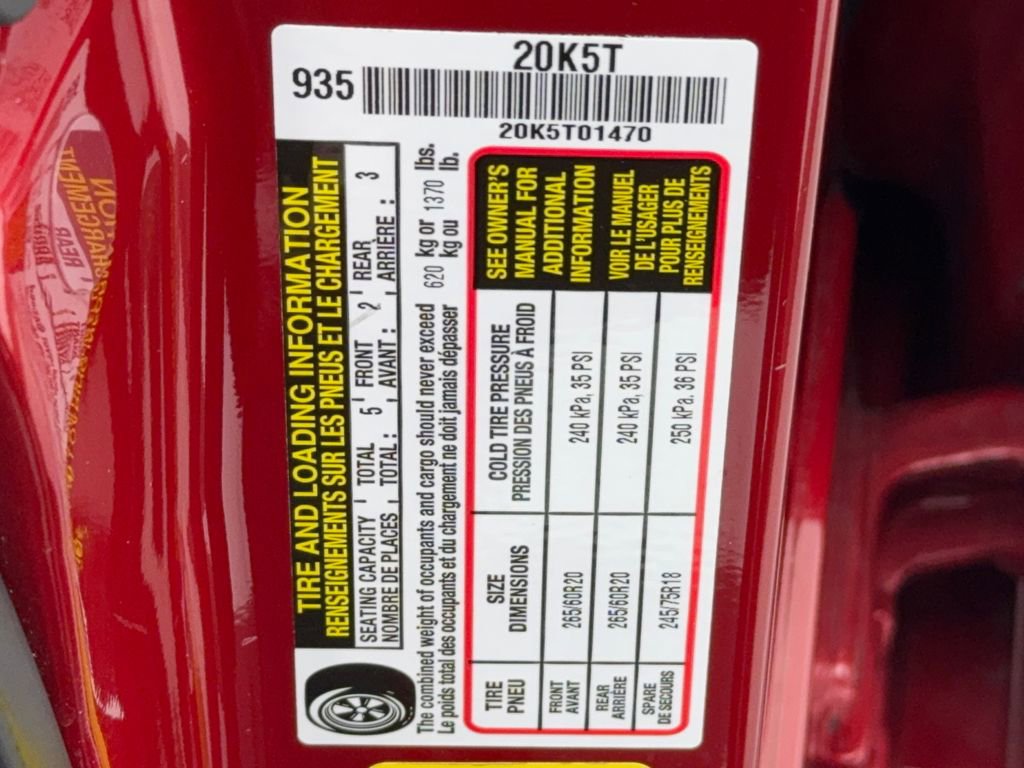 20K5T
935
20K5T01470
TIRE AND LOADING INFORMATION
RENSEIGNEMENTS SUR LES PNEUS ET LE CHARGEMENT
SEATING CAPACITY TOTAL 5 FRONT 2 REAR 3
NOMBRE DE PLACES TOTAL : AVANT : ARRIÈRE :
The combined weight of occupants and cargo should never exceed 620 kg or 1370 lbs.
Le poids total des occupants et du chargement ne doit jamais dépasser kg ou lb.
TIRE SIZE COLD TIRE PRESSURE
PNEU DIMENSIONS PRESSION DES PNEUS À FROID
FRONT
AVANT
265/60R20 240 kPa, 35 PSI
REAR
ARRIÈRE
265/60R20 240 kPa, 35 PSI
SPARE
DE SECOURS
245/75R18 250 kPa, 36 PSI
SEE OWNER'S
MANUAL FOR
ADDITIONAL
INFORMATION
VOIR LE MANUEL
DE L'USAGER
POUR PLUS DE
RENSEIGNEMENTS